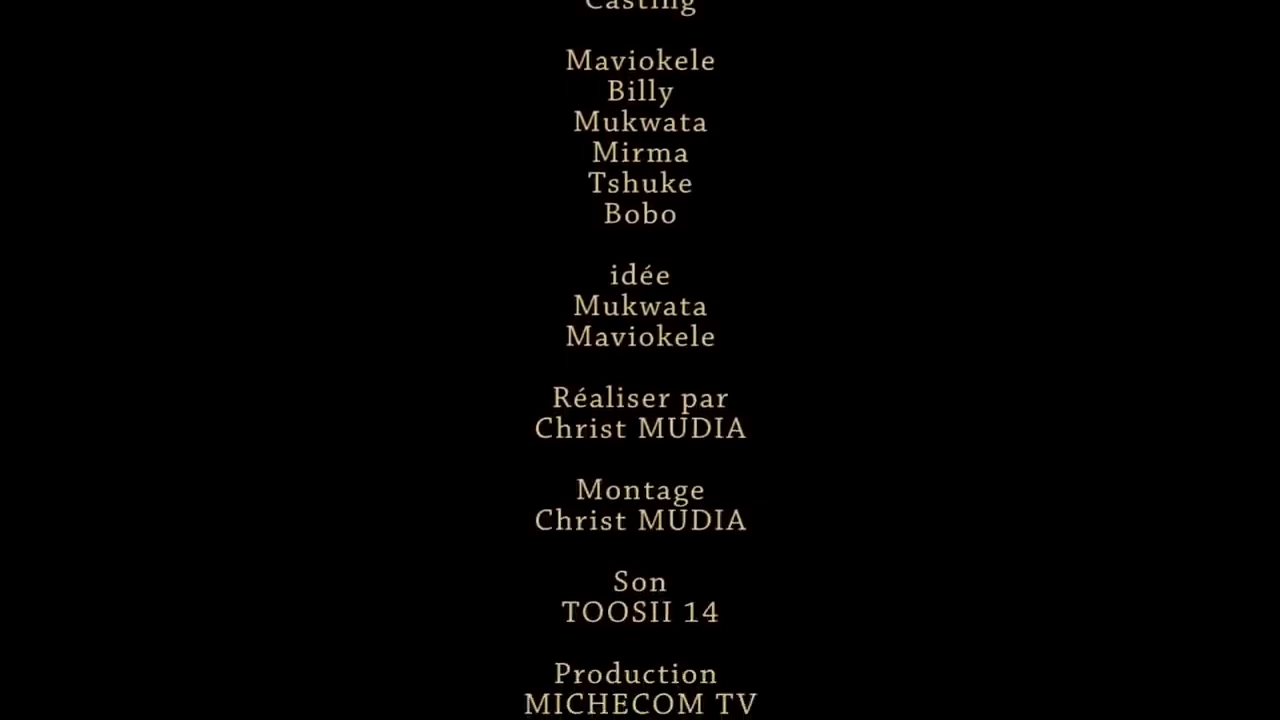 Casting
Maviokele
Billy
Mukwata
Mirma
Tshuke
Bobo
idée
Mukwata
Maviokele
Réaliser par
Christ MUDIA
Montage
Christ MUDIA
Son
TOOSII 14
Production
MICHECOM TV